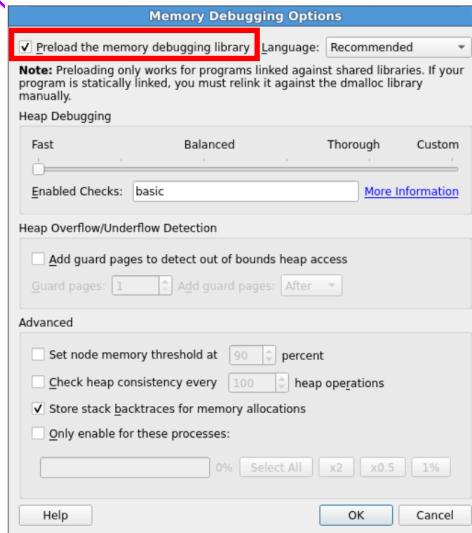 Memory Debugging Options
Preload the memory debugging library Language: Recommended
Note: Preloading only works for programs linked against shared libraries. If your
program is statically linked, you must relink it against the dmalloc library
manually.
Heap Debugging
Fast Balanced Thorough Custom
Enabled Checks: basic More Information
Heap Overflow/Underflow Detection
Add guard pages to detect out of bounds heap access
Guard pages: 1 Add guard pages: After
Advanced
Set node memory threshold at 90 percent
Check heap consistency every 100 heap operations
Store stack backtraces for memory allocations
Only enable for these processes:
0% Select All x2 x0.5 1%
Help OK Cancel